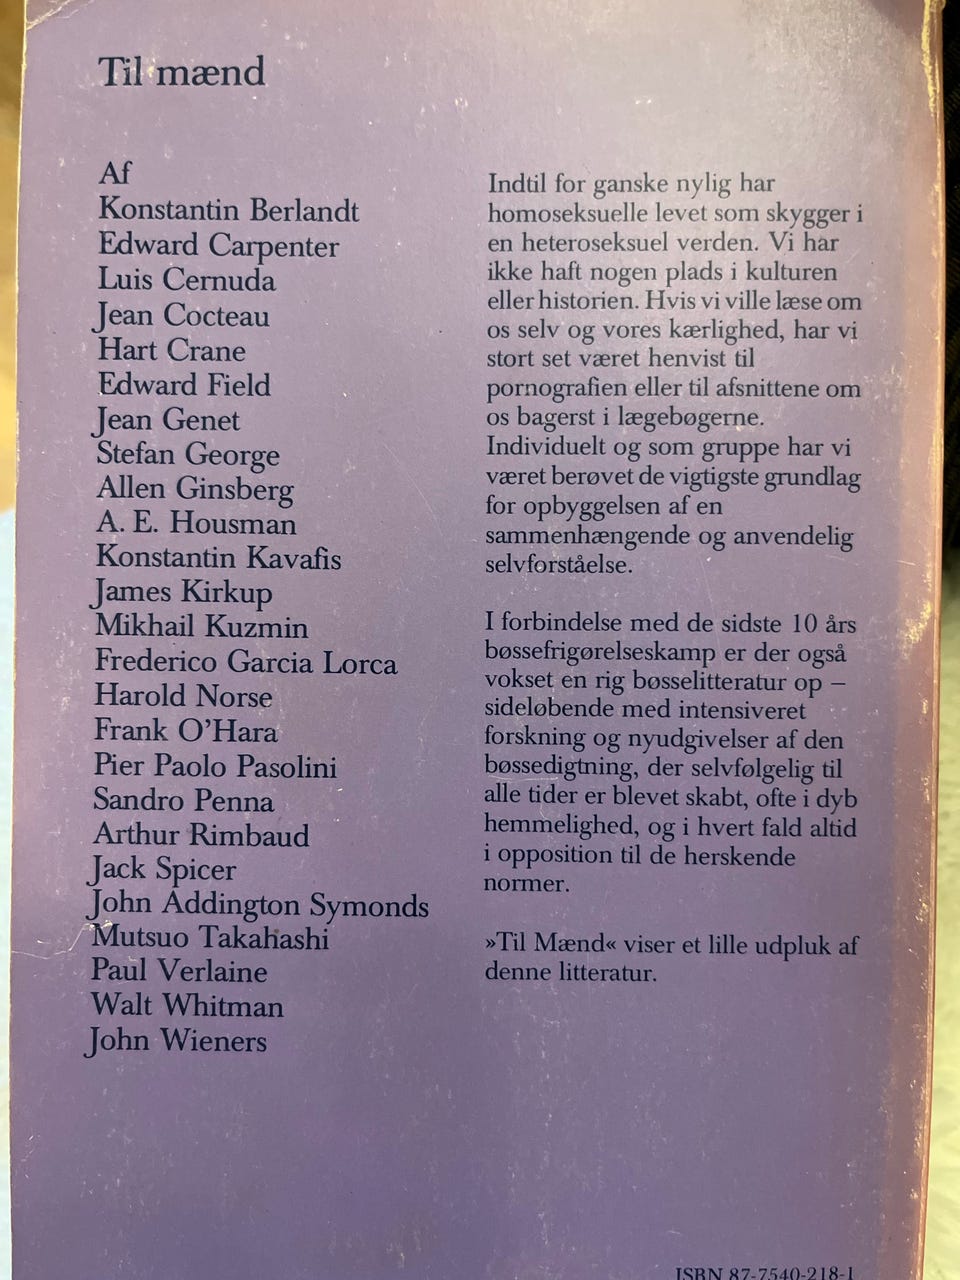 Til mænd
Af
Konstantin Berlandt
Edward Carpenter
Luis Cernuda
Jean Cocteau
Hart Crane
Edward Field
Jean Genet
Stefan George
Allen Ginsberg
A. E. Housman
Konstantin Kavafis
James Kirkup
Mikhail Kuzmin
Frederico Garcia Lorca
Harold Norse
Frank O'Hara
Pier Paolo Pasolini
Sandro Penna
Arthur Rimbaud
Jack Spicer
John Addington Symonds
Mutsuo Takahashi
Paul Verlaine
Walt Whitman
John Wieners
Indtil for ganske nylig har
homoseksuelle levet som skygger i
en heteroseksuel verden. Vi har
ikke haft nogen plads i kulturen
eller historien. Hvis vi ville læse om
os selv og vores kærlighed, har vi
stort set været henvist til
pornografien eller til afsnittene om
os bagerst i lægebøgerne.
Individuelt og som gruppe har vi
været berøvet de vigtigste grundlag
for opbyggelsen af en
sammenhængende og anvendelig
selvforståelse.
I forbindelse med de sidste 10 års
bøssefrigørelseskamp er der også
vokset en rig bøsselitteratur op –
sideløbende med intensiveret
forskning og nyudgivelser af den
bøssedigtning, der selvfølgelig til
alle tider er blevet skabt, ofte i dyb
hemmelighed, og i hvert fald altid
i opposition til de herskende
normer.
»Til Mænd« viser et lille udpluk af
denne litteratur.
ISBN 87-7540-218-1